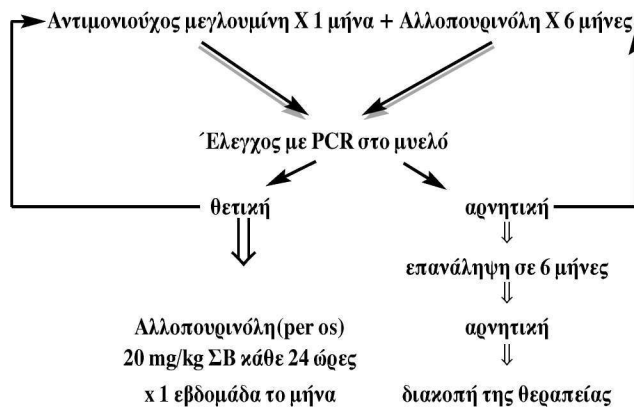 Αντιμονιούχος μεγλουμίνη Χ 1 μήνα + Αλλοπουρινόλη Χ 6 μήνες
Έλεγχος με PCR στο μυελό
θετική
αρνητική
επανάληψη σε 6 μήνες
Αλλοπουρινόλη(per os)
αρνητική
20 mg/kg ΣΒ κάθε 24 ώρες
x 1 εβδομάδα το μήνα
διακοπή της θεραπείας